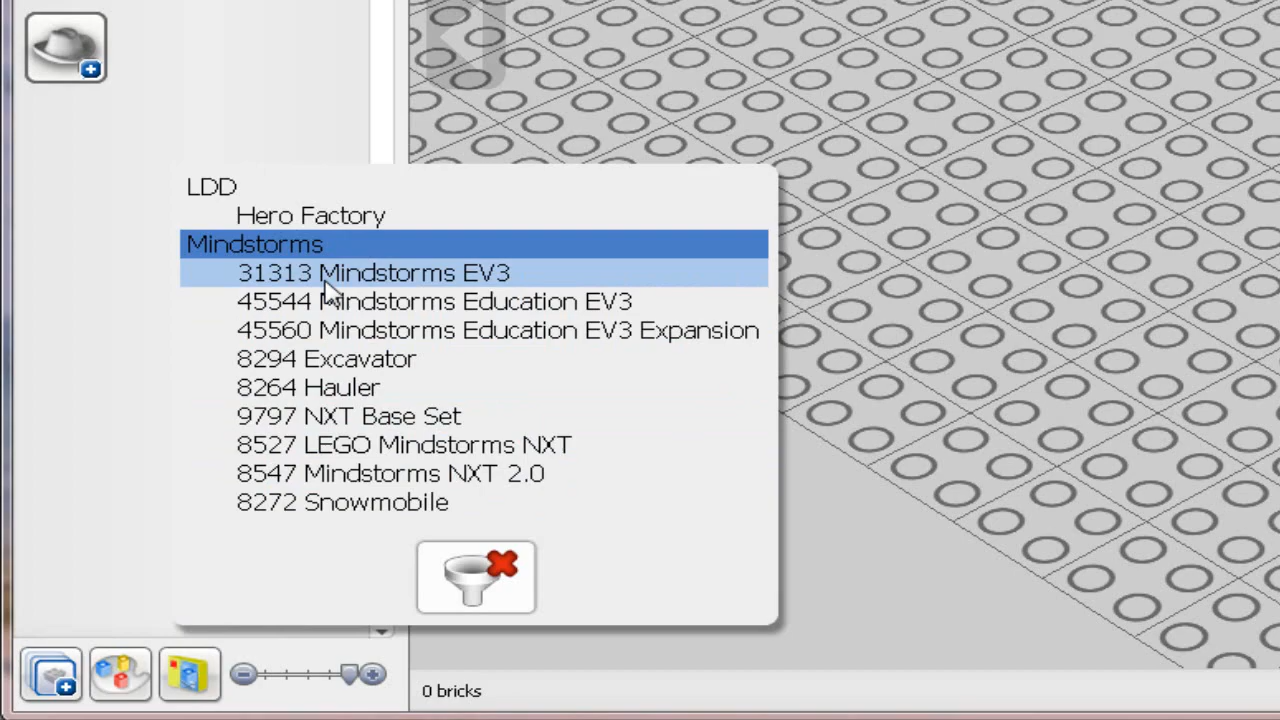 LDD
Hero Factory
Mindstorms
31313 Mindstorms EV3
45544 Mindstorms Education EV3
45560 Mindstorms Education EV3 Expansion
8294 Excavator
8264 Hauler
9797 NXT Base Set
8527 LEGO Mindstorms NXT
8547 Mindstorms NXT 2.0
8272 Snowmobile
0 bricks